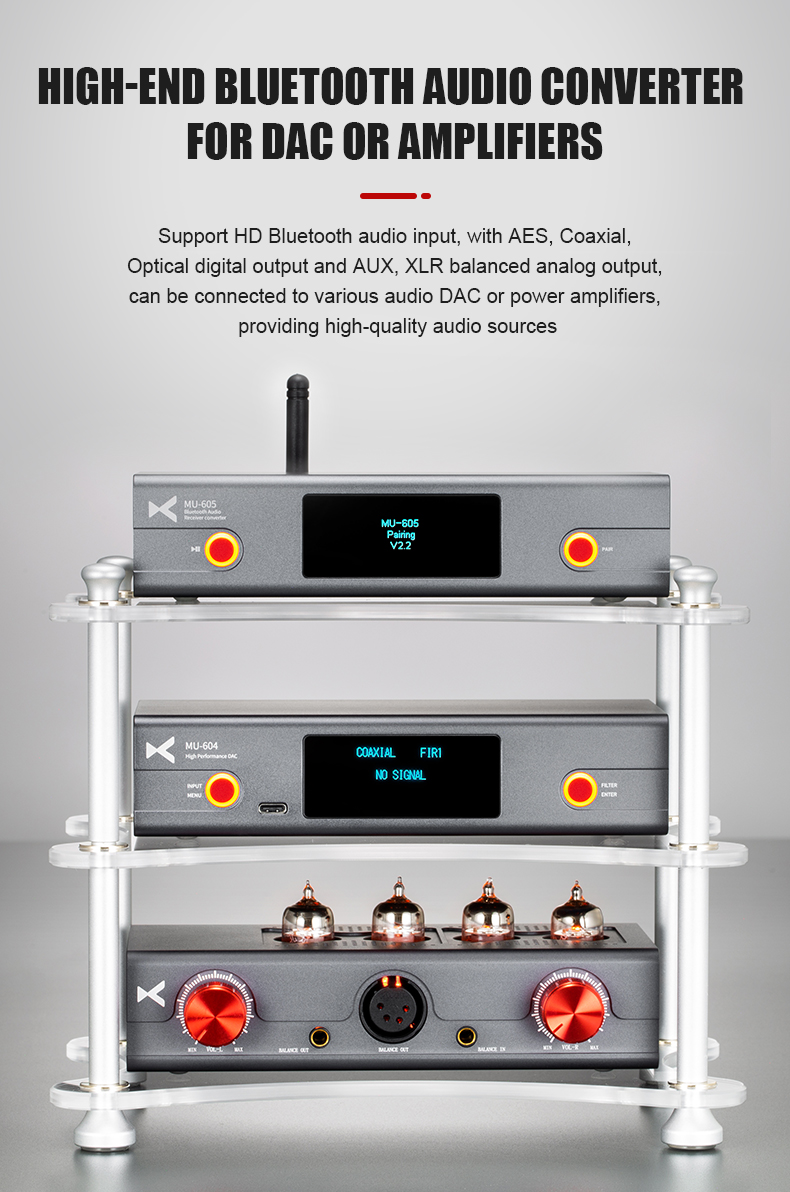 HIGH-END BLUETOOTH AUDIO CONVERTER
FOR DAC OR AMPLIFIERS
Support HD Bluetooth audio input, with AES, Coaxial,
Optical digital output and AUX, XLR balanced analog output,
can be connected to various audio DAC or power amplifiers,
providing high-quality audio sources
MU-605
Bluetooth Audio
Receiver converter
MU-605
Pairing
V2.2
PAIR
MU-604
High Performance DAC
INPUT
MENU
COAXIAL FIR1
NO SIGNAL
FILTER
ENTER
MIN VOL-L MAX
BALANCE OUT
BALANCE OUT
BALANCE IN
MIN VOL-R MAX